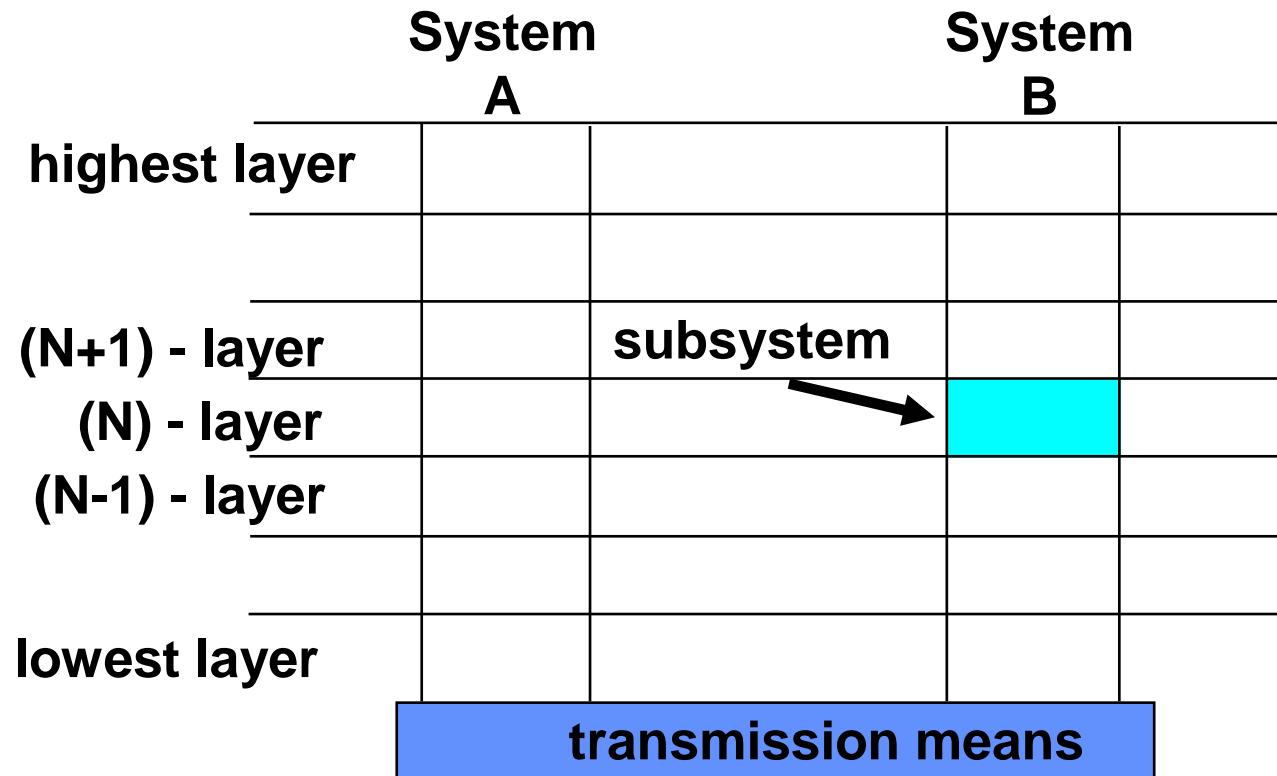 System
A
System
B
highest layer
(N+1) - layer
subsystem
(N) - layer
(N-1) - layer
lowest layer
transmission means